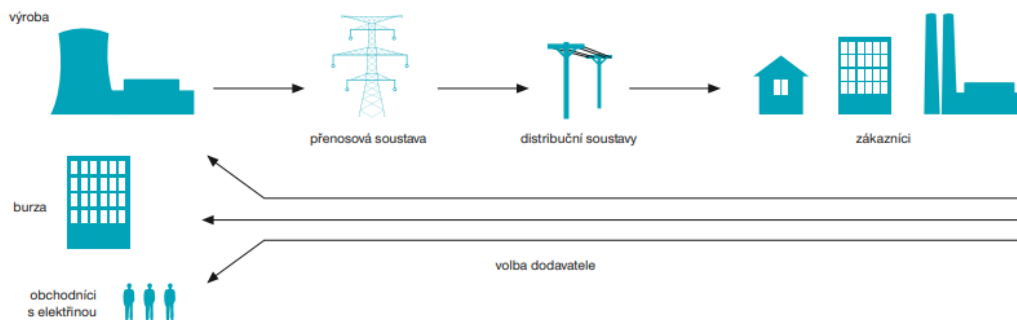 výroba
přenosová soustava
distribuční soustavy
zákazníci
burza
volba dodavatele
obchodníci
s elektřinou